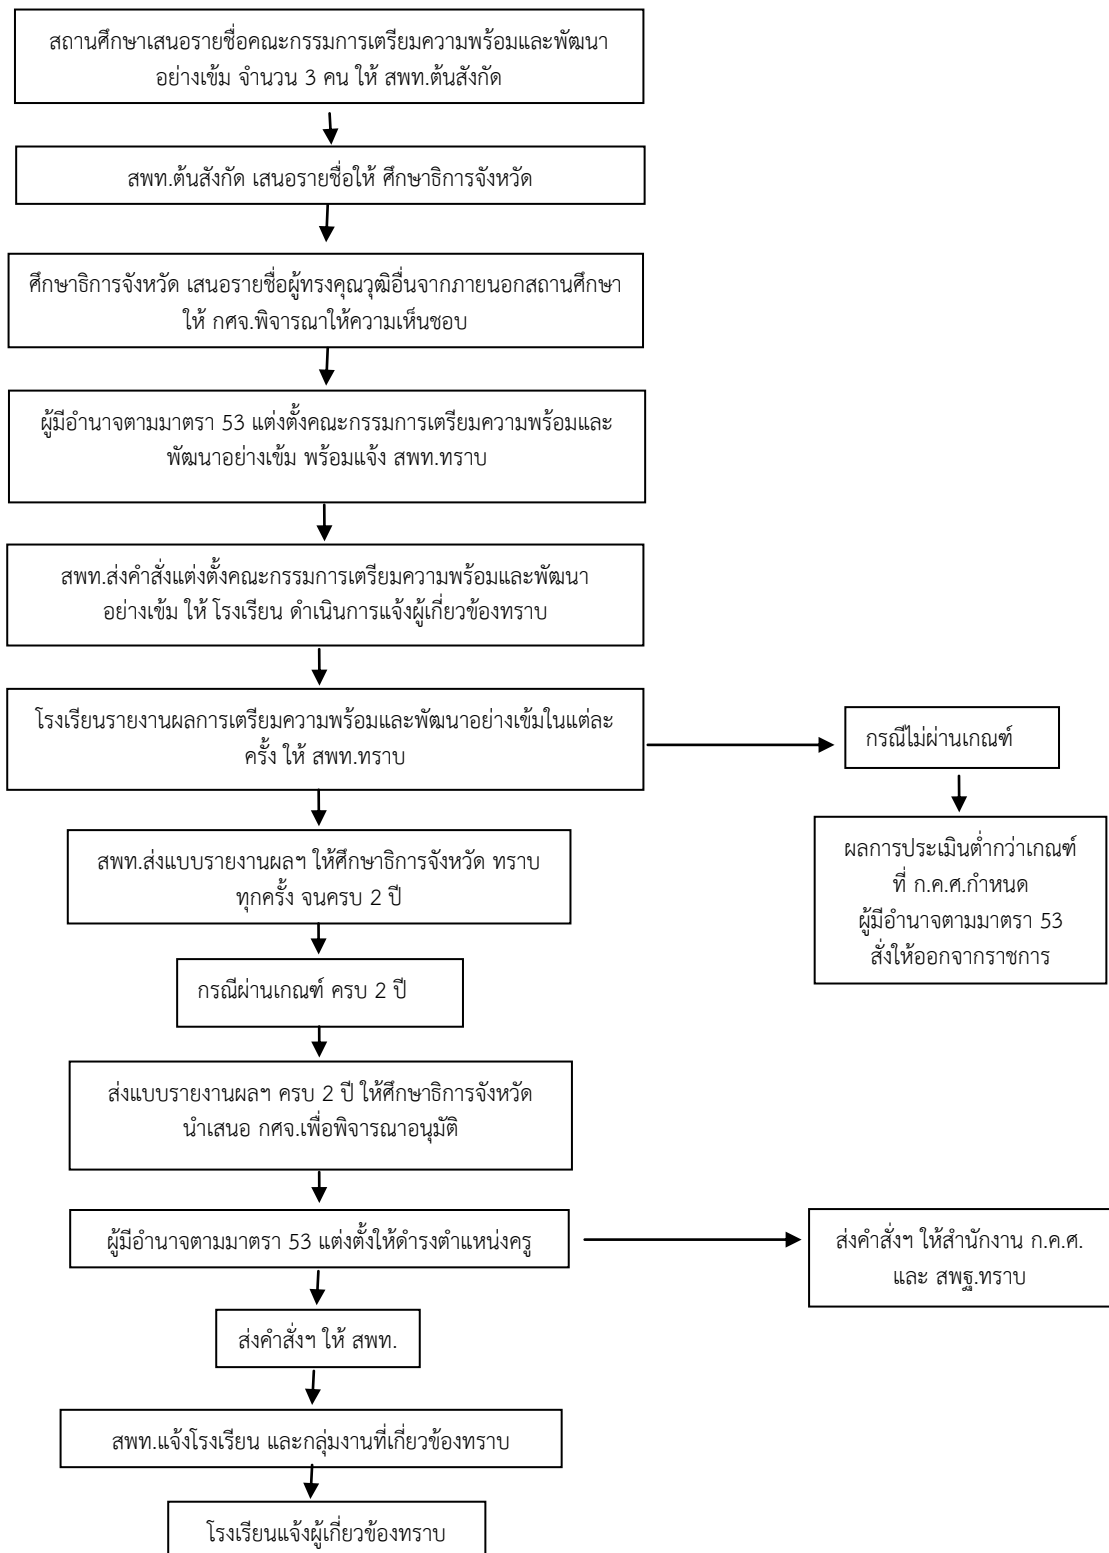 สถานศึกษาเสนอรายชื่อคณะกรรมการเตรียมความพร้อมและพัฒนา
อย่างเข้ม จำนวน 3 คน ให้ สพท.ต้นสังกัด
สพท.ต้นสังกัด เสนอรายชื่อให้ ศึกษาธิการจังหวัด
ศึกษาธิการจังหวัด เสนอรายชื่อผู้ทรงคุณวุฒิอื่นจากภายนอกสถานศึกษา
ให้ กศจ.พิจารณาให้ความเห็นชอบ
ผู้มีอำนาจตามมาตรา 53 แต่งตั้งคณะกรรมการเตรียมความพร้อมและ
พัฒนาอย่างเข้ม พร้อมแจ้ง สพท.ทราบ
สพท.ส่งคำสั่งแต่งตั้งคณะกรรมการเตรียมความพร้อมและพัฒนา
อย่างเข้ม ให้ โรงเรียน ดำเนินการแจ้งผู้เกี่ยวข้องทราบ
โรงเรียนรายงานผลการเตรียมความพร้อมและพัฒนาอย่างเข้มในแต่ละ
ครั้ง ให้ สพท.ทราบ
กรณีไม่ผ่านเกณฑ์
ผลการประเมินต่ำกว่าเกณฑ์
ที่ ก.ค.ศ.กำหนด
ผู้มีอำนาจตามมาตรา 53
สั่งให้ออกจากราชการ
สพท.ส่งแบบรายงานผลฯ ให้ศึกษาธิการจังหวัด ทราบ
ทุกครั้ง จนครบ 2 ปี
กรณีผ่านเกณฑ์ ครบ 2 ปี
ส่งแบบรายงานผลฯ ครบ 2 ปี ให้ศึกษาธิการจังหวัด
นำเสนอ กศจ.เพื่อพิจารณาอนุมัติ
ผู้มีอำนาจตามมาตรา 53 แต่งตั้งให้ดำรงตำแหน่งครู
ส่งคำสั่งฯ ให้สำนักงาน ก.ค.ศ.
และ สพฐ.ทราบ
ส่งคำสั่งฯ ให้ สพท.
สพท.แจ้งโรงเรียน และกลุ่มงานที่เกี่ยวข้องทราบ
โรงเรียนแจ้งผู้เกี่ยวข้องทราบ